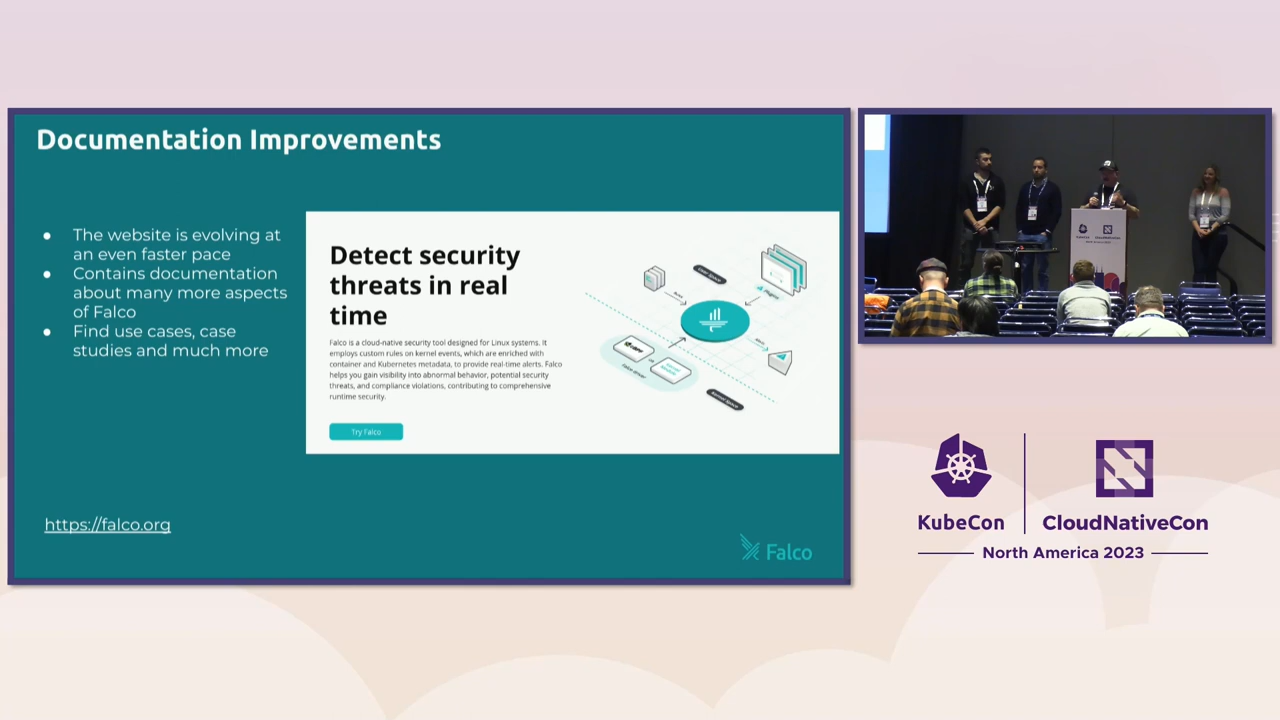 Documentation Improvements
● The website is evolving at
an even faster pace
● Contains documentation
about many more aspects
of Falco
● Find use cases, case
studies and much more
Detect security
threats in real
time
Falco is a cloud-native security tool designed for Linux systems. It
employs custom rules on kernel events, which are enriched with
container and Kubernetes metadata, to provide real-time alerts. Falco
helps you gain visibility into abnormal behavior, potential security
threats, and compliance violations, contributing to comprehensive
runtime security.
Try Falco
User Space
Kernel Space
https://falco.org
Falco
KubeCon
CloudNativeCon
North America 2023